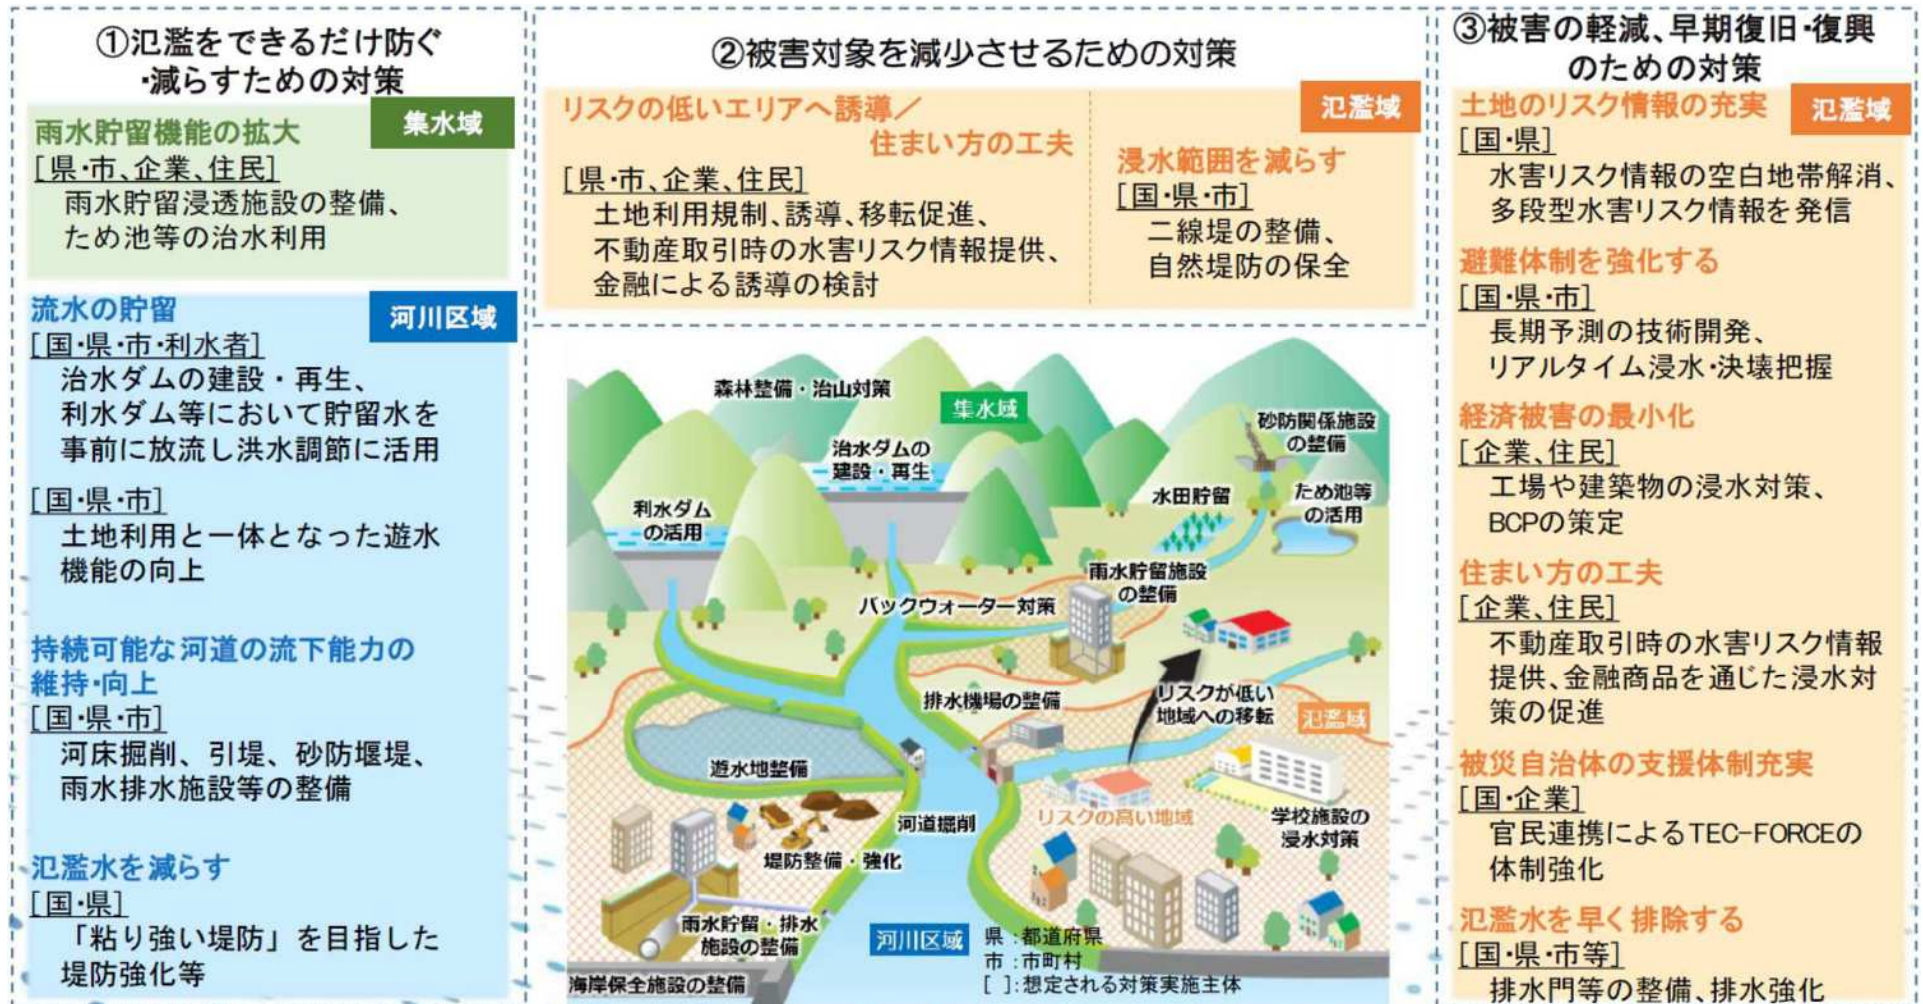 ①氾濫をできるだけ防ぐ
・減らすための対策
集水域
雨水貯留機能の拡大
[県・市、企業、住民]
雨水貯留浸透施設の整備、
ため池等の治水利用
河川区域
流水の貯留
[国・県・市・利水者]
治水ダムの建設・再生、
利水ダム等において貯留水を
事前に放流し洪水調節に活用
[国・県・市]
土地利用と一体となった遊水
機能の向上
持続可能な河道の流下能力の
維持・向上
[国・県・市]
河床掘削、引堤、砂防堰堤、
雨水排水施設等の整備
氾濫水を減らす
[国・県]
「粘り強い堤防」を目指した
堤防強化等
②被害対象を減少させるための対策
リスクの低いエリアへ誘導／
住まい方の工夫
[県・市、企業、住民]
土地利用規制、誘導、移転促進、
不動産取引時の水害リスク情報提供、
金融による誘導の検討
氾濫域
浸水範囲を減らす
[国・県・市]
二線堤の整備、
自然堤防の保全
森林整備・治山対策
集水域
砂防関係施設
の整備
治水ダムの
建設・再生
水田貯留
ため池等
の活用
利水ダム
の活用
雨水貯留施設
の整備
バックウォーター対策
排水機場の整備
リスクが低い
地域への移転
氾濫域
遊水地整備
リスクの高い地域
学校施設の
浸水対策
河道掘削
堤防整備・強化
雨水貯留・排水
施設の整備
河川区域
県：都道府県
市：市町村
[ ]：想定される対策実施主体
海岸保全施設の整備
③被害の軽減、早期復旧・復興
のための対策
土地のリスク情報の充実
氾濫域
[国・県]
水害リスク情報の空白地帯解消、
多段型水害リスク情報を発信
避難体制を強化する
[国・県・市]
長期予測の技術開発、
リアルタイム浸水・決壊把握
経済被害の最小化
[企業、住民]
工場や建築物の浸水対策、
BCPの策定
住まい方の工夫
[企業、住民]
不動産取引時の水害リスク情報
提供、金融商品を通じた浸水対
策の促進
被災自治体の支援体制充実
[国・企業]
官民連携によるTEC-FORCEの
体制強化
氾濫水を早く排除する
[国・県・市等]
排水門等の整備、排水強化